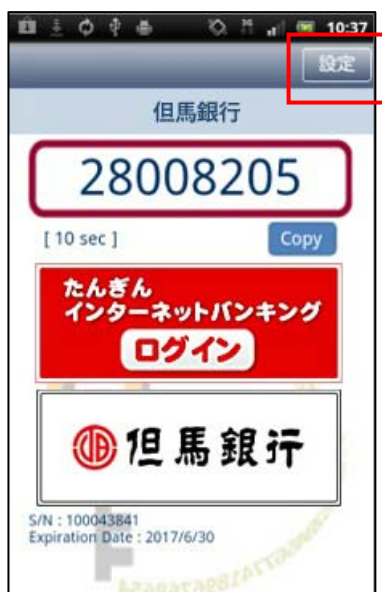 10:37
設定
但馬銀行
28008205
[ 10 sec ]
Copy
たんぎん
インターネットバンキング
ログイン
但馬銀行
S/N : 100043841
Expiration Date : 2017/6/30